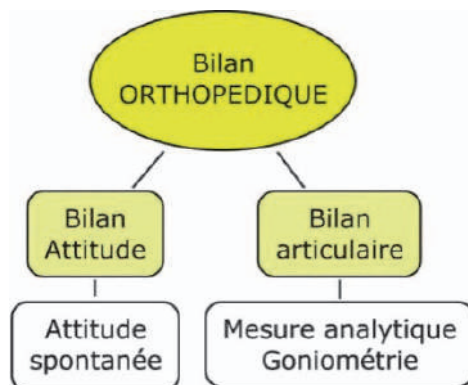 Bilan
ORTHOPEDIQUE
Bilan
Attitude
Bilan
articulaire
Attitude
spontanée
Mesure analytique
Goniométrie